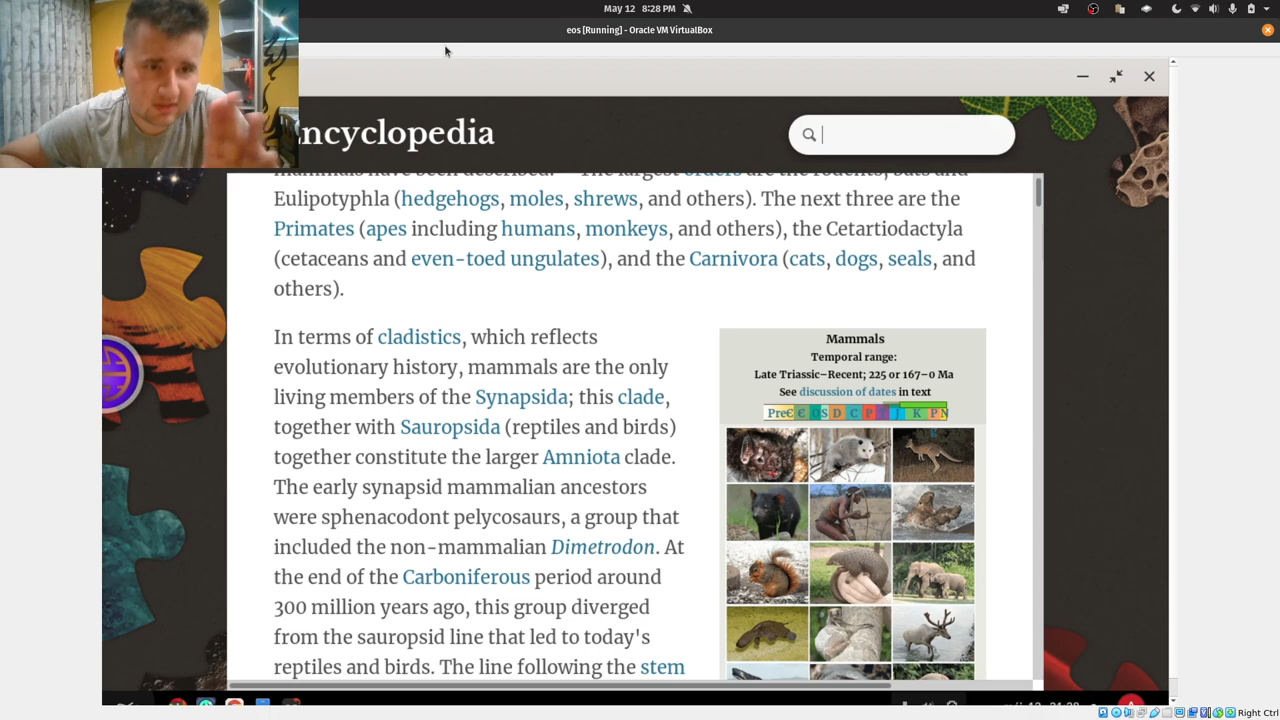 May 12 8:28 PM
eos [Running] - Oracle VM VirtualBox
ncyclopedia
orders are the rodents, bats and
Eulipotyphla (hedgehogs, moles, shrews, and others). The next three are the
Primates (apes including humans, monkeys, and others), the Cetartiodactyla
(cetaceans and even-toed ungulates), and the Carnivora (cats, dogs, seals, and
others).
In terms of cladistics, which reflects
evolutionary history, mammals are the only
living members of the Synapsida; this clade,
together with Sauropsida (reptiles and birds)
together constitute the larger Amniota clade.
The early synapsid mammalian ancestors
were sphenacodont pelycosaurs, a group that
included the non-mammalian Dimetrodon. At
the end of the Carboniferous period around
300 million years ago, this group diverged
from the sauropsid line that led to today's
reptiles and birds. The line following the stem
Mammals
Temporal range:
Late Triassic–Recent; 225 or 167–0 Ma
See discussion of dates in text
PreЄ Є O S D C P T J K P N
Right Ctrl